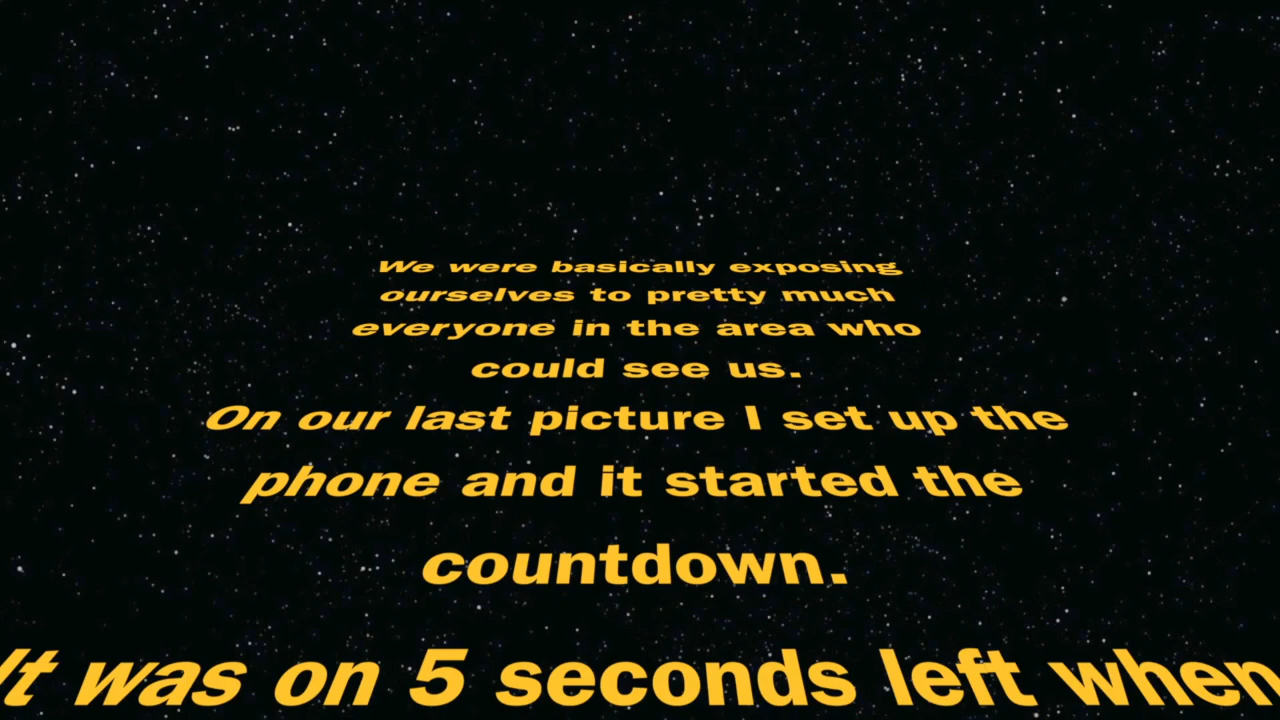 We were basically exposing
ourselves to pretty much
everyone in the area who
could see us.
On our last picture I set up the
phone and it started the
countdown.
It was on 5 seconds left when